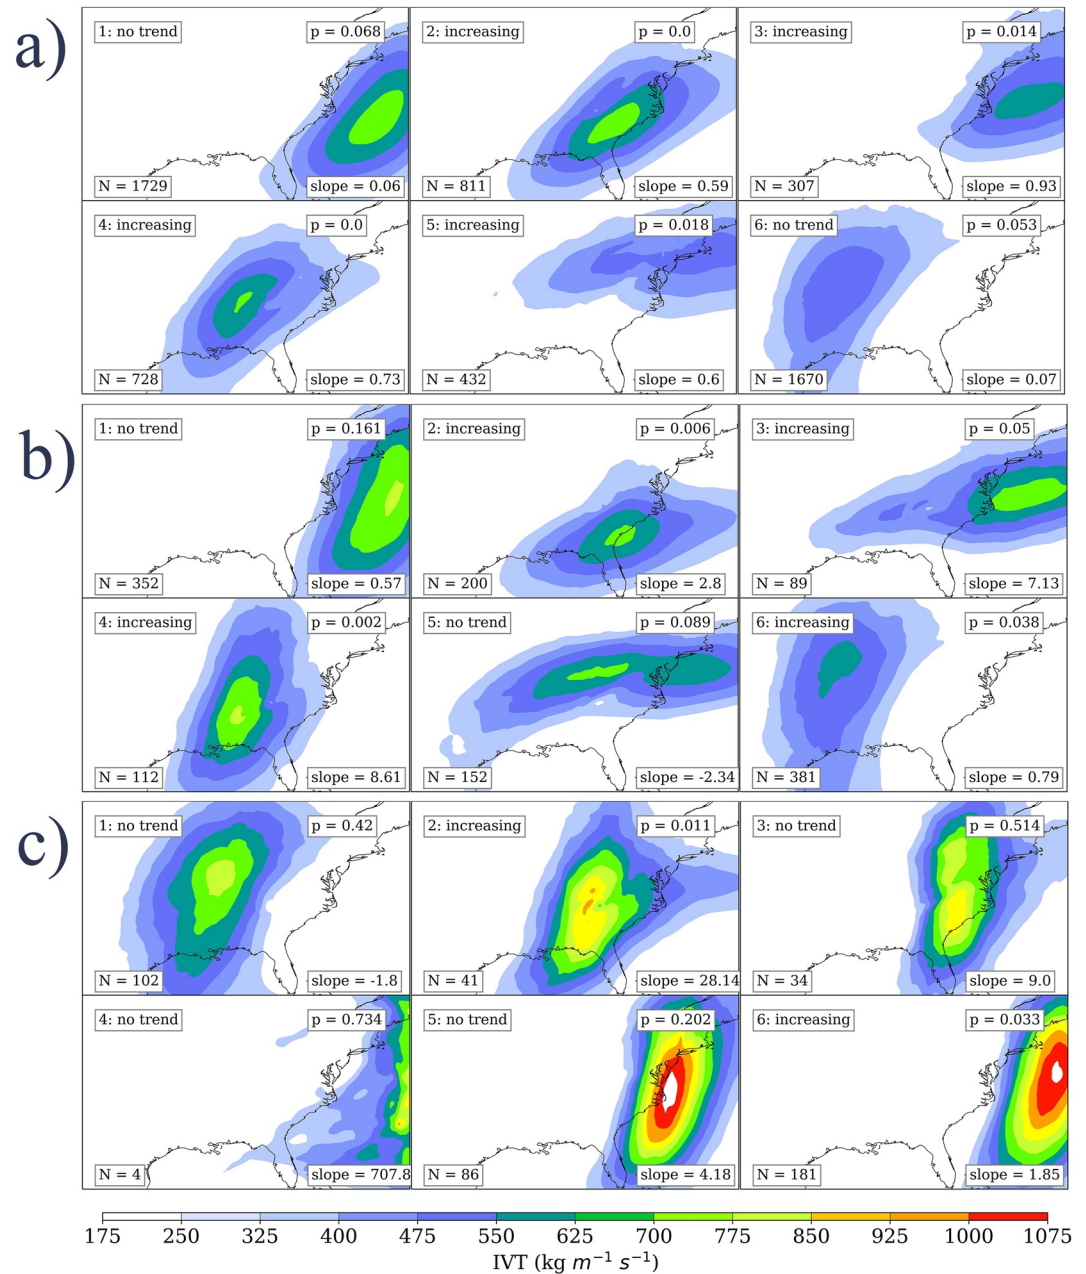 a)
1: no trend
p = 0.068
N = 1729
slope = 0.06
2: increasing
p = 0.0
N = 811
slope = 0.59
3: increasing
p = 0.014
N = 307
slope = 0.93
4: increasing
p = 0.0
N = 728
slope = 0.73
5: increasing
p = 0.018
N = 432
slope = 0.6
6: no trend
p = 0.053
N = 1670
slope = 0.07
b)
1: no trend
p = 0.161
N = 352
slope = 0.57
2: increasing
p = 0.006
N = 200
slope = 2.8
3: increasing
p = 0.05
N = 89
slope = 7.13
4: increasing
p = 0.002
N = 112
slope = 8.61
5: no trend
p = 0.089
N = 152
slope = -2.34
6: increasing
p = 0.038
N = 381
slope = 0.79
c)
1: no trend
p = 0.42
N = 102
slope = -1.8
2: increasing
p = 0.011
N = 41
slope = 28.14
3: no trend
p = 0.514
N = 34
slope = 9.0
4: no trend
p = 0.734
N = 4
slope = 707.8
5: no trend
p = 0.202
N = 86
slope = 4.18
6: increasing
p = 0.033
N = 181
slope = 1.85
175 250 325 400 475 550 625 700 775 850 925 1000 1075
IVT (kg m⁻¹ s⁻¹)